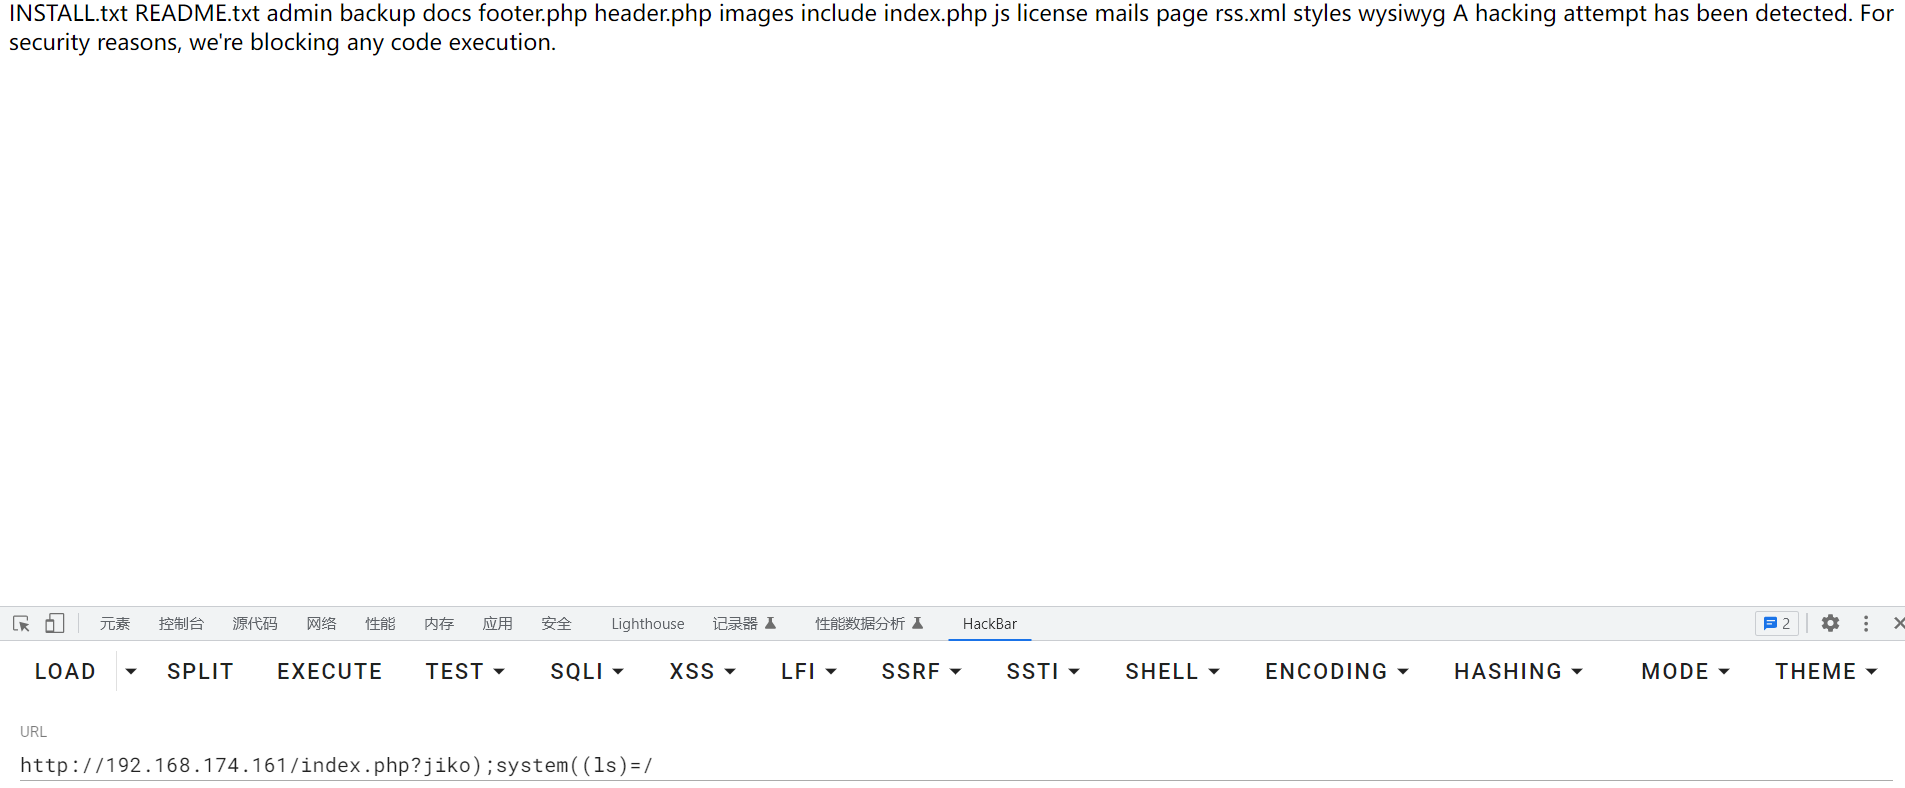 INSTALL.txt README.txt admin backup docs footer.php header.php images include index.php js license mails page rss.xml styles wysiwyg A hacking attempt has been detected. For
security reasons, we're blocking any code execution.
元素 控制台 源代码 网络 性能 内存 应用 安全 Lighthouse 记录器 性能数据分析 HackBar 2
LOAD SPLIT EXECUTE TEST SQLI XSS LFI SSRF SSTI SHELL ENCODING HASHING MODE THEME
URL
http://192.168.174.161/index.php?jiko);system((ls)=/